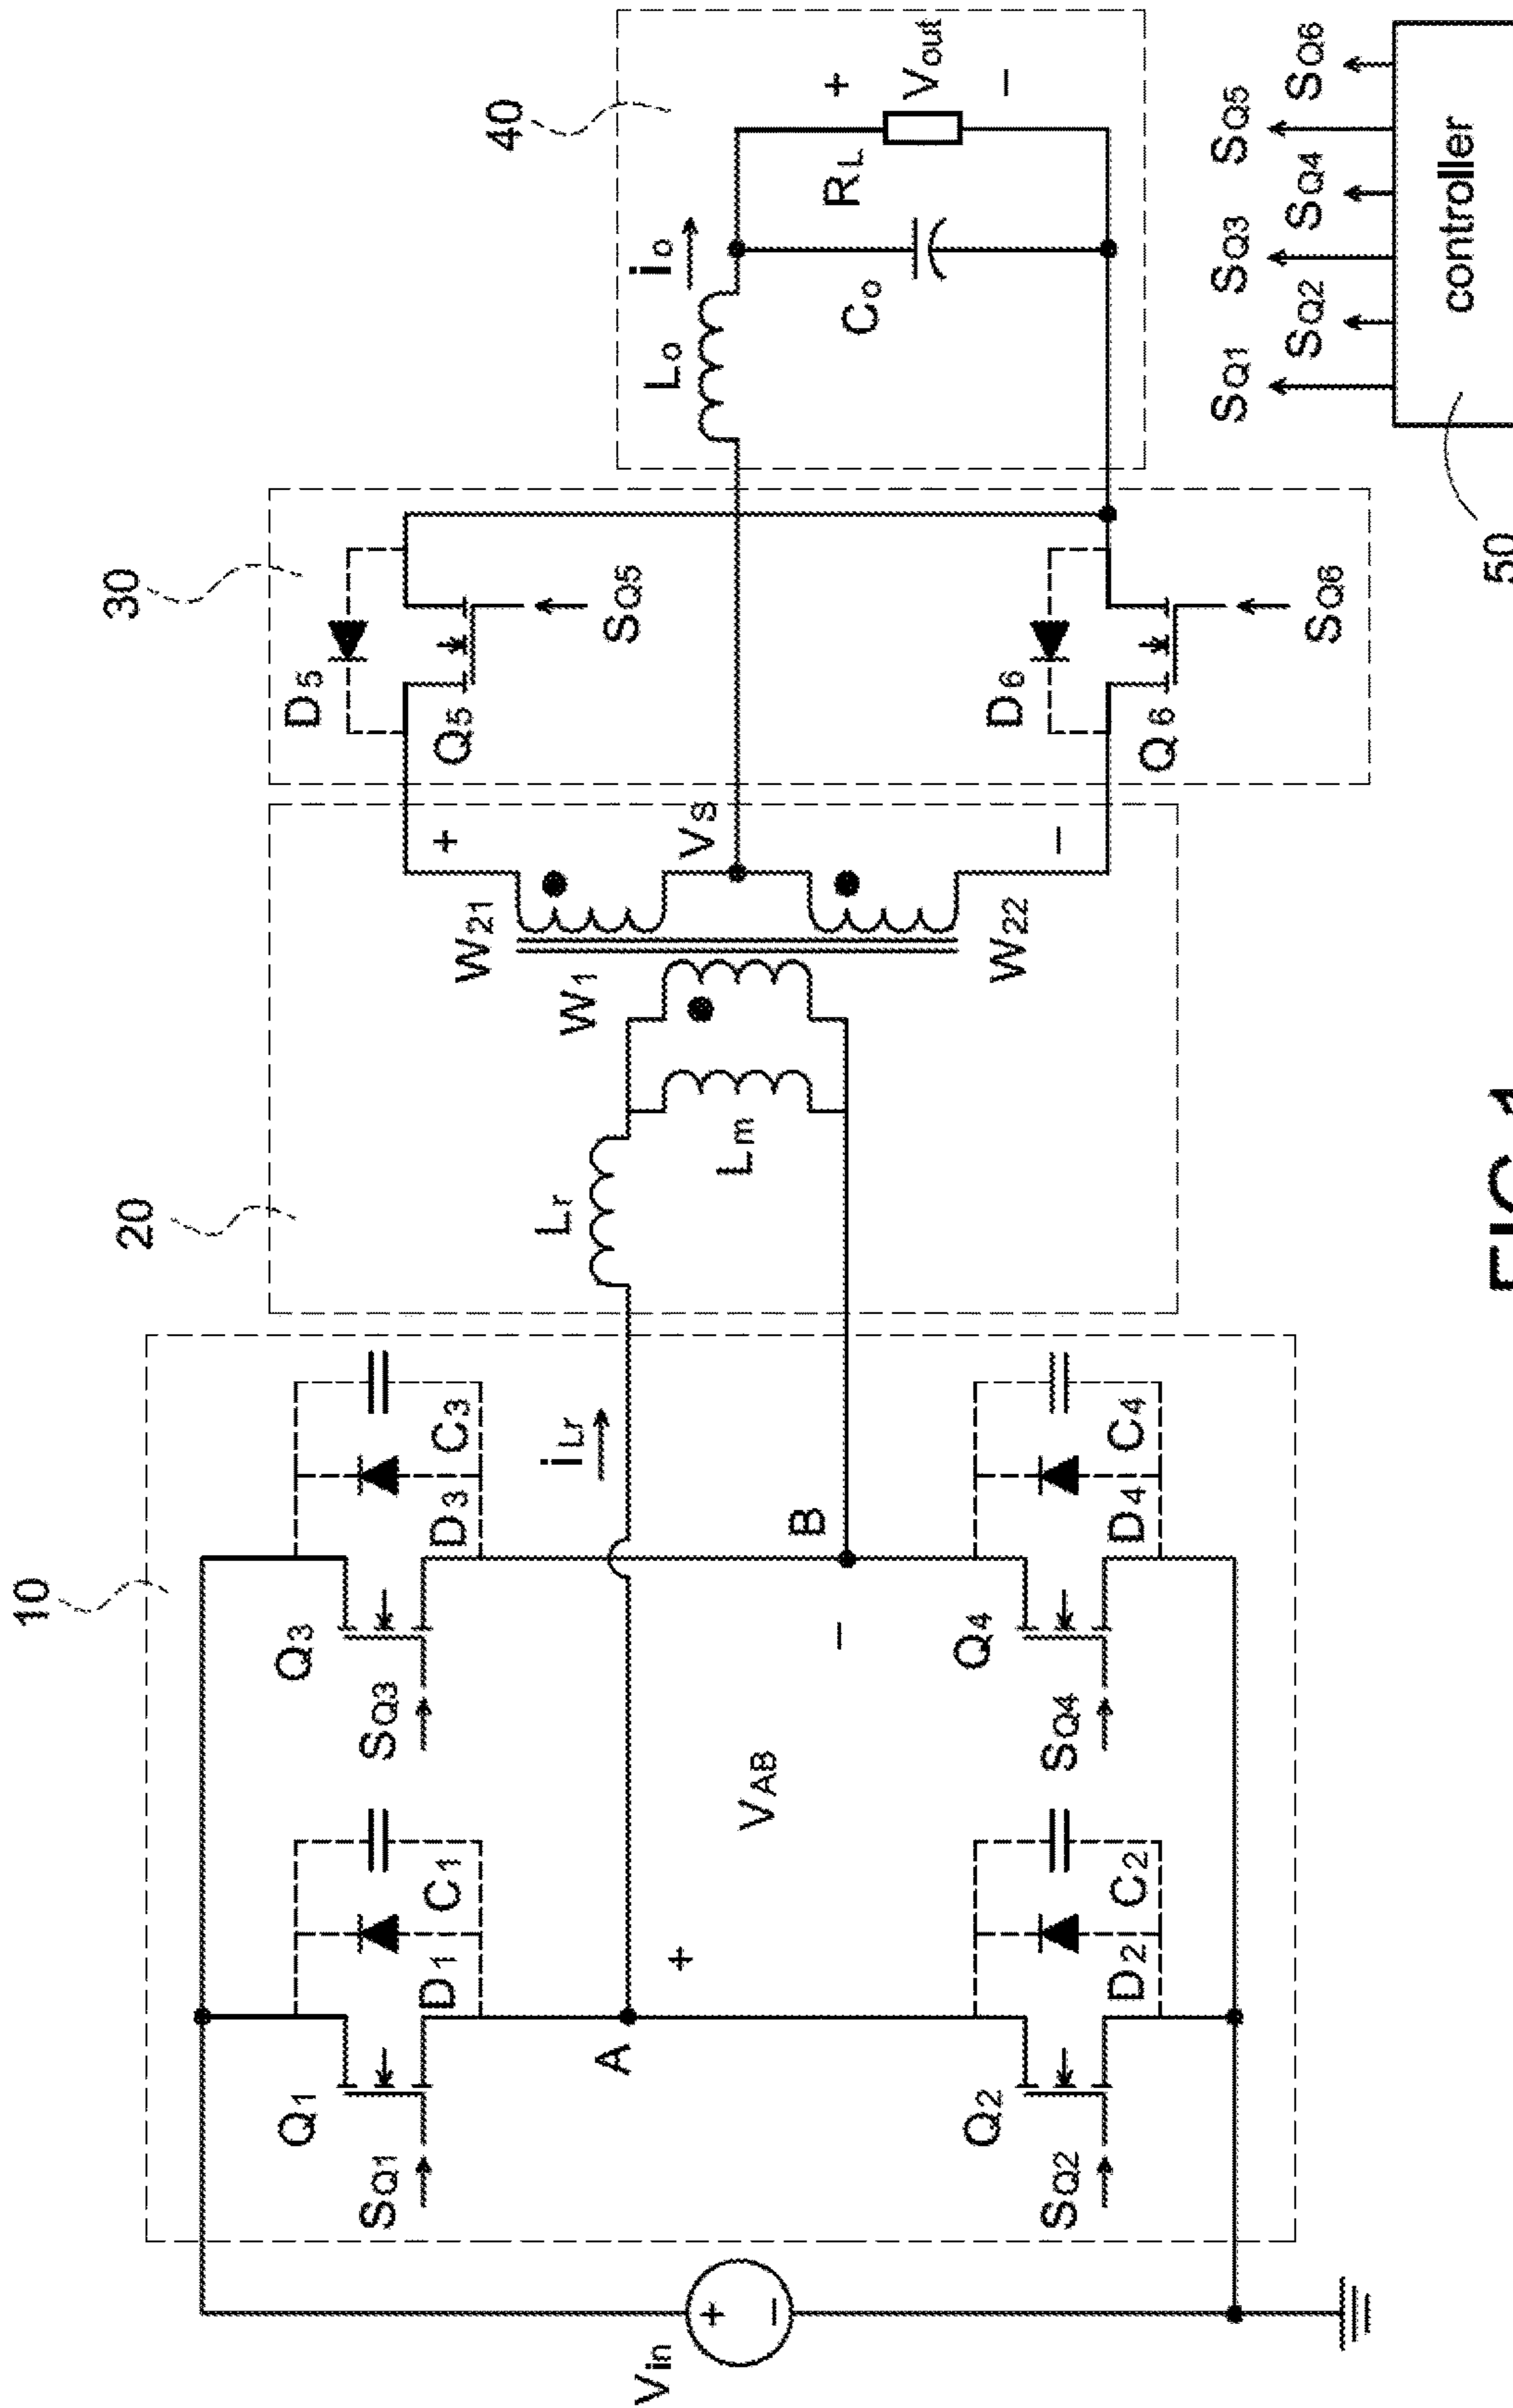 10
20
30
40
50
Vin
+
−
Q1
SQ1
D1
C1
Q3
SQ3
D3
C3
A
+
VAB
−
B
iLr
Q2
SQ2
D2
C2
Q4
SQ4
D4
C4
Lr
Lm
W1
W21
W22
+
VS
−
D5
Q5
SQ5
D6
Q6
SQ6
Lo
io
Co
RL
+
Vout
−
SQ1
SQ2
SQ3
SQ4
SQ5
SQ6
controller